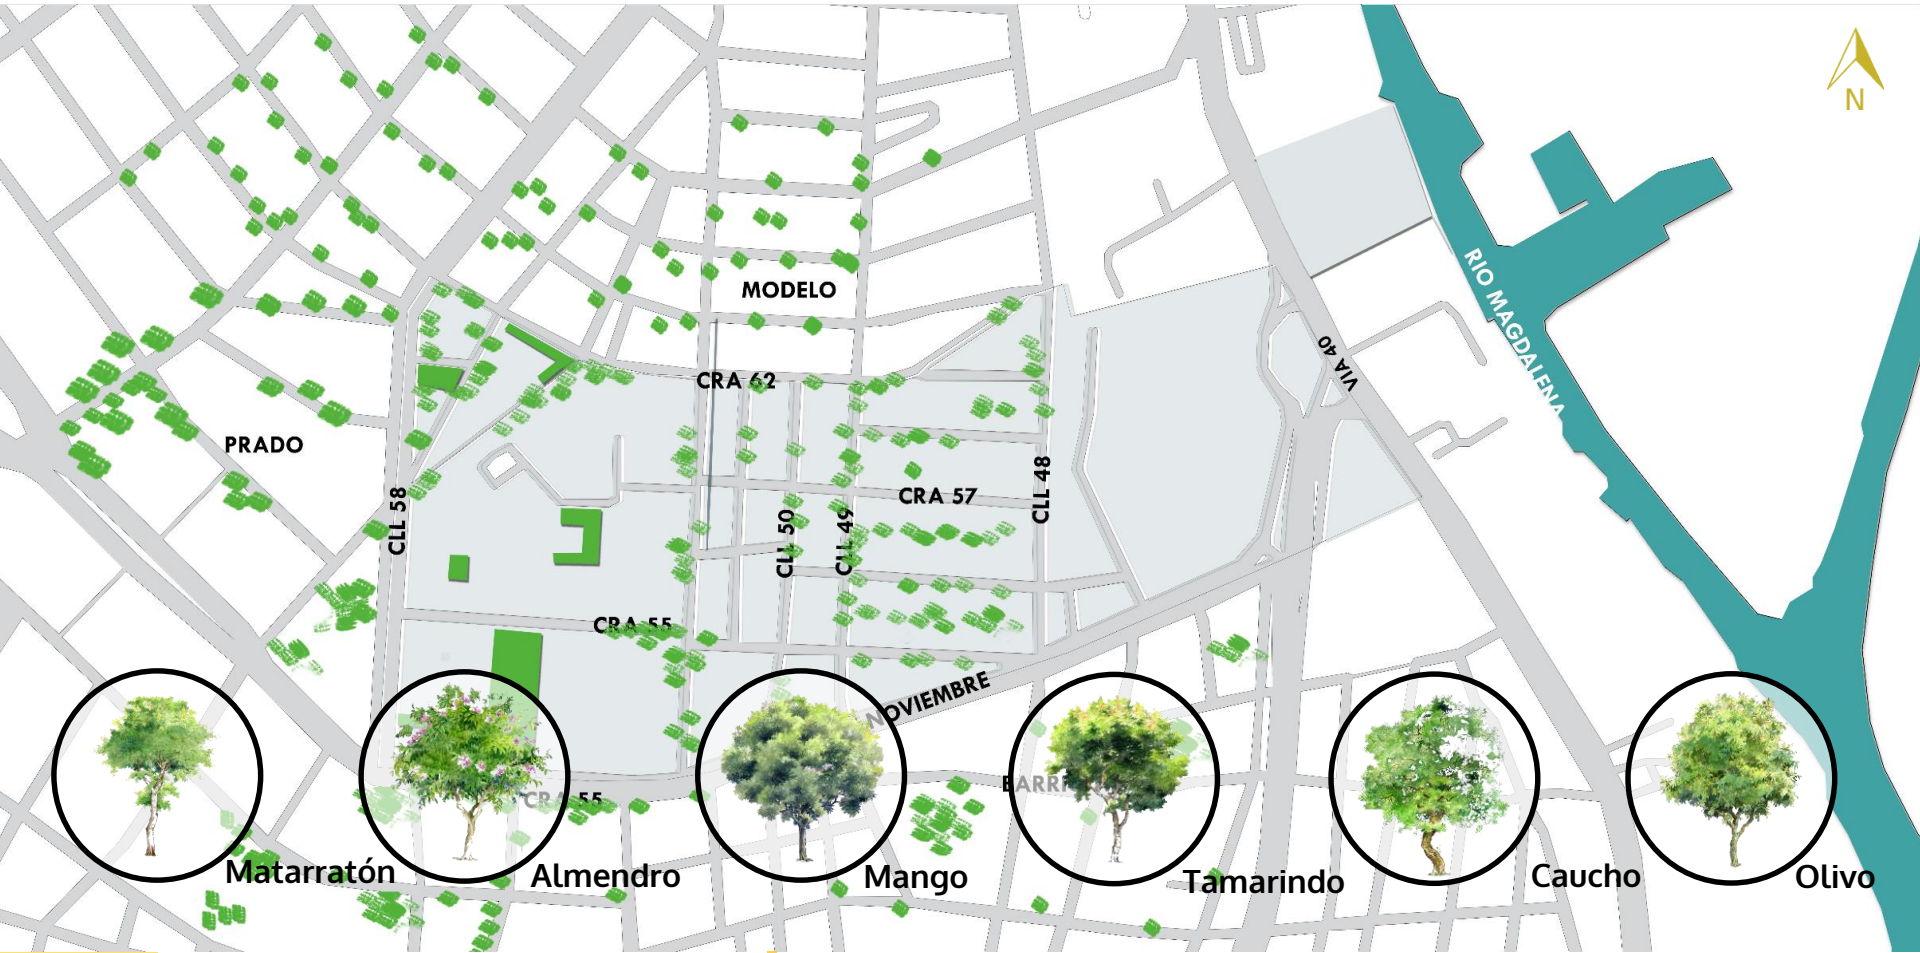 N
MODELO
RIO MAGDALENA
VIA 40
CRA 62
PRADO
CLL 58
CLL 50
CLL 49
CRA 57
CLL 48
CRA 55
NOVIEMBRE
CRA 55
Matarratón
Almendro
Mango
Tamarindo
Caucho
Olivo